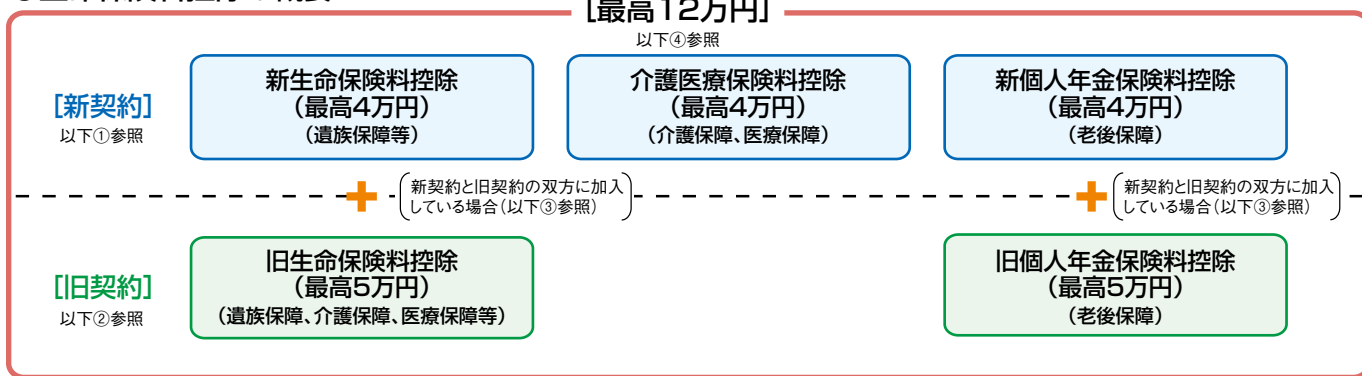 [最高12万円]
以下④参照
[新契約]
以下①参照
新生命保険料控除
(最高4万円)
(遺族保障等)
介護医療保険料控除
(最高4万円)
(介護保障、医療保障)
新個人年金保険料控除
(最高4万円)
(老後保障)
+
(新契約と旧契約の双方に加入
している場合(以下③参照))
+
(新契約と旧契約の双方に加入
している場合(以下③参照))
[旧契約]
以下②参照
旧生命保険料控除
(最高5万円)
(遺族保障、介護保障、医療保障等)
旧個人年金保険料控除
(最高5万円)
(老後保障)